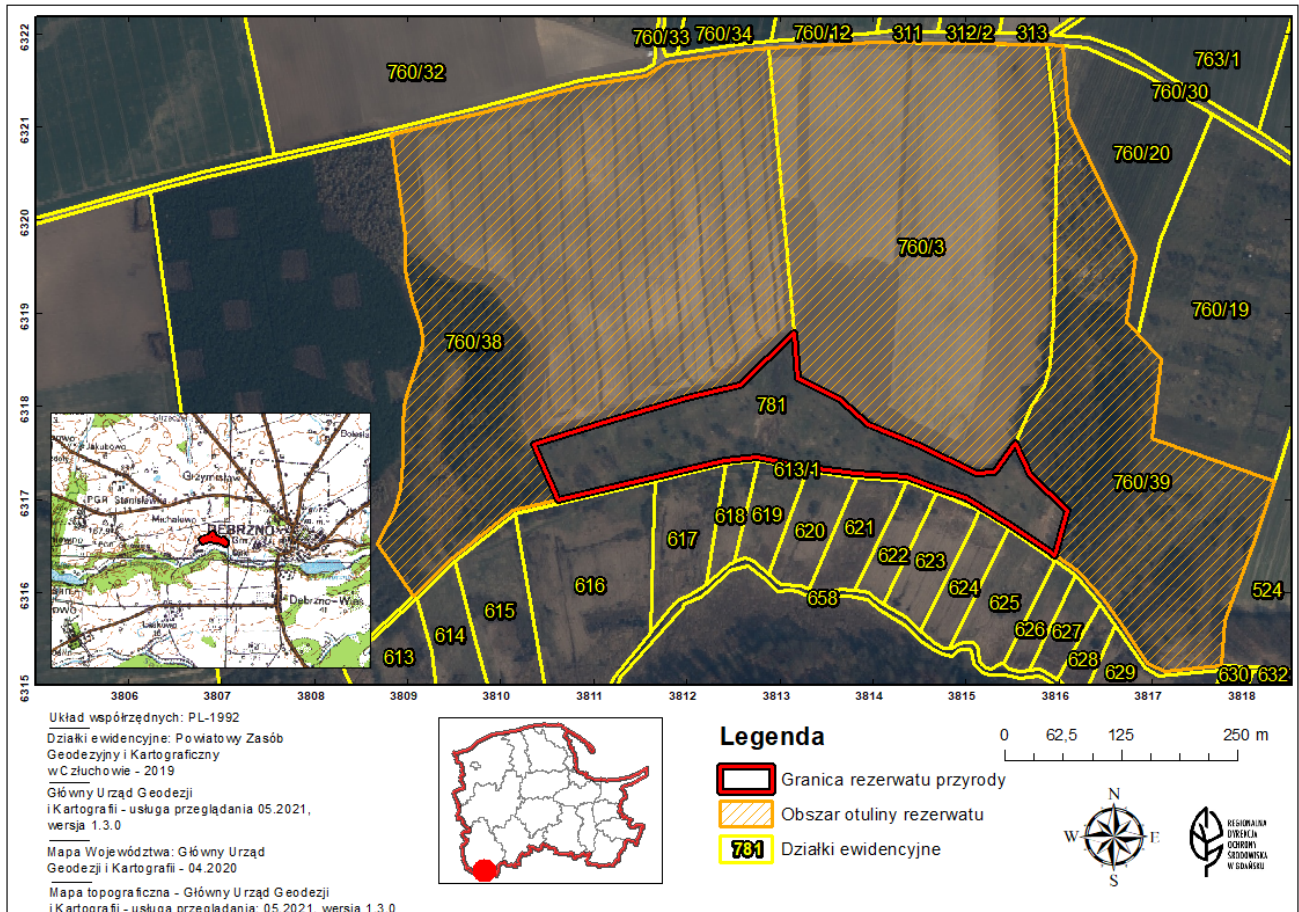 6322
6321
6320
6319
6318
6317
6316
6315
760/33
760/34
760/12
311
312/2
313
760/32
763/1
760/30
760/20
760/3
760/19
760/38
781
613/1
760/39
617
618
619
620
621
622
623
624
625
626
627
628
629
630
632
524
658
616
615
614
613
Jakubowo
Grzymisław
PGR Stanisławka
Michalewo
DEBRZNO
Debrzno-Wieś
3806
3807
3808
3809
3810
3811
3812
3813
3814
3815
3816
3817
3818
Układ współrzędnych: PL-1992
Działki ewidencyjne: Powiatowy Zasób
Geodezyjny i Kartograficzny
w Człuchowie - 2019
Główny Urząd Geodezji
i Kartografii - usługa przeglądania 05.2021,
wersja 1.3.0
Mapa Województwa: Główny Urząd
Geodezji i Kartografii - 04.2020
Mapa topograficzna - Główny Urząd Geodezji
i Kartografii - usługa przeglądania: 05.2021, wersja 1.3.0
Legenda
Granica rezerwatu przyrody
Obszar otuliny rezerwatu
781 Działki ewidencyjne
0 62,5 125 250 m
N
W E
S
REGIONALNA
DYREKCJA
OCHRONY
ŚRODOWISKA
W GDAŃSKU